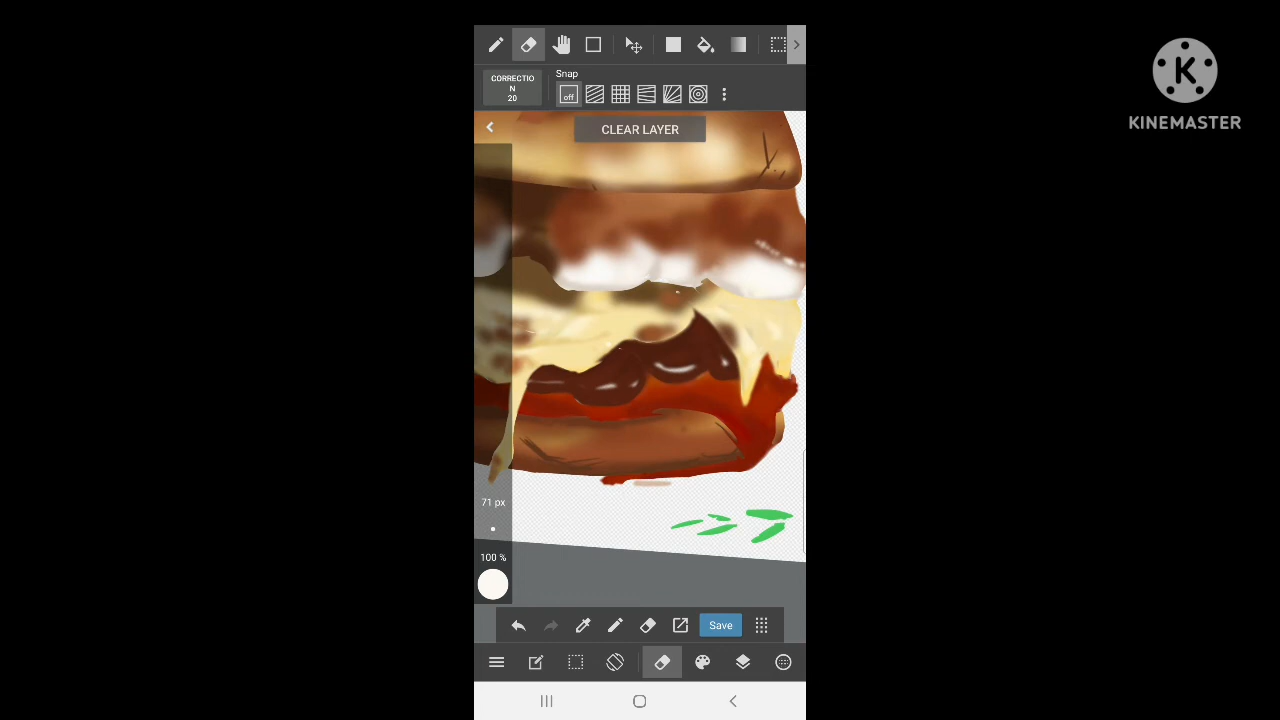 CORRECTIO
N
20
Snap
off
CLEAR LAYER
K
KINEMASTER
71 px
100 %
Save